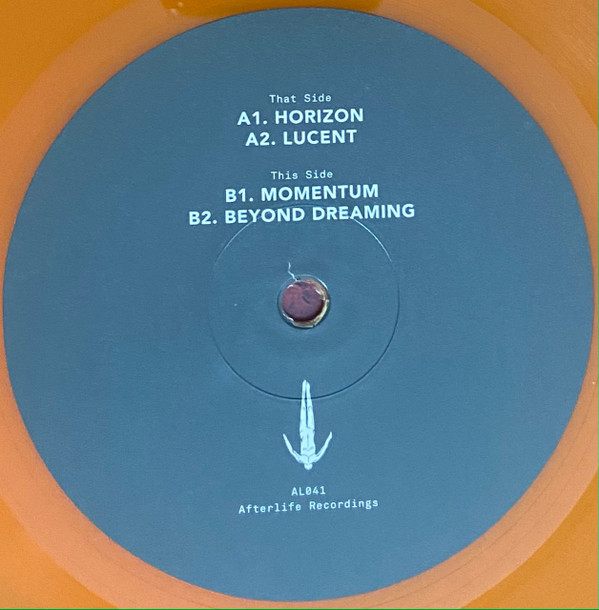 That Side
A1. HORIZON
A2. LUCENT
This Side
B1. MOMENTUM
B2. BEYOND DREAMING
AL041
Afterlife Recordings